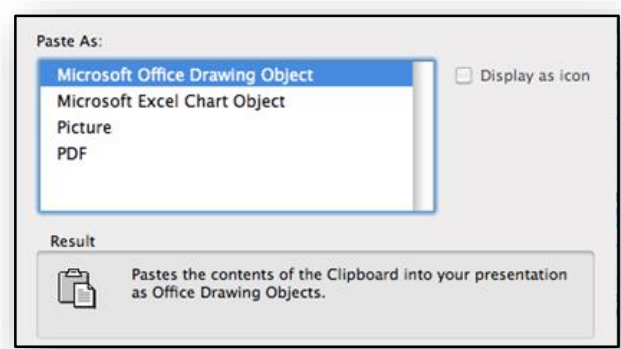 Paste As:
Microsoft Office Drawing Object
Display as icon
Microsoft Excel Chart Object
Picture
PDF
Result
Pastes the contents of the Clipboard into your presentation
as Office Drawing Objects.